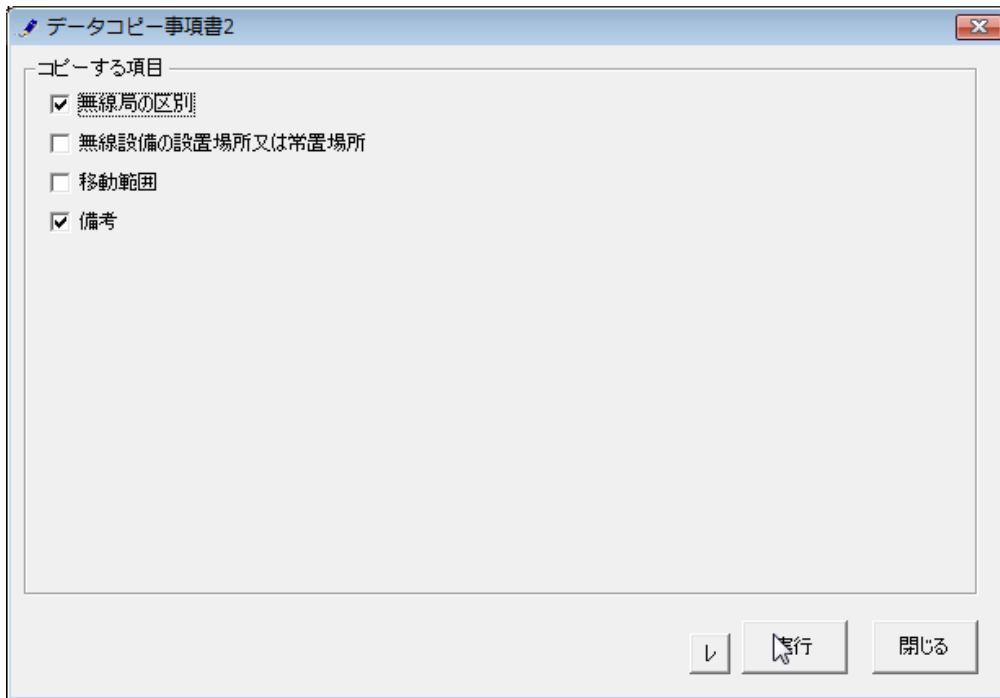 データコピー事項書2
コピーする項目
無線局の区別
無線設備の設置場所又は常置場所
移動範囲
備考
レ
実行
閉じる